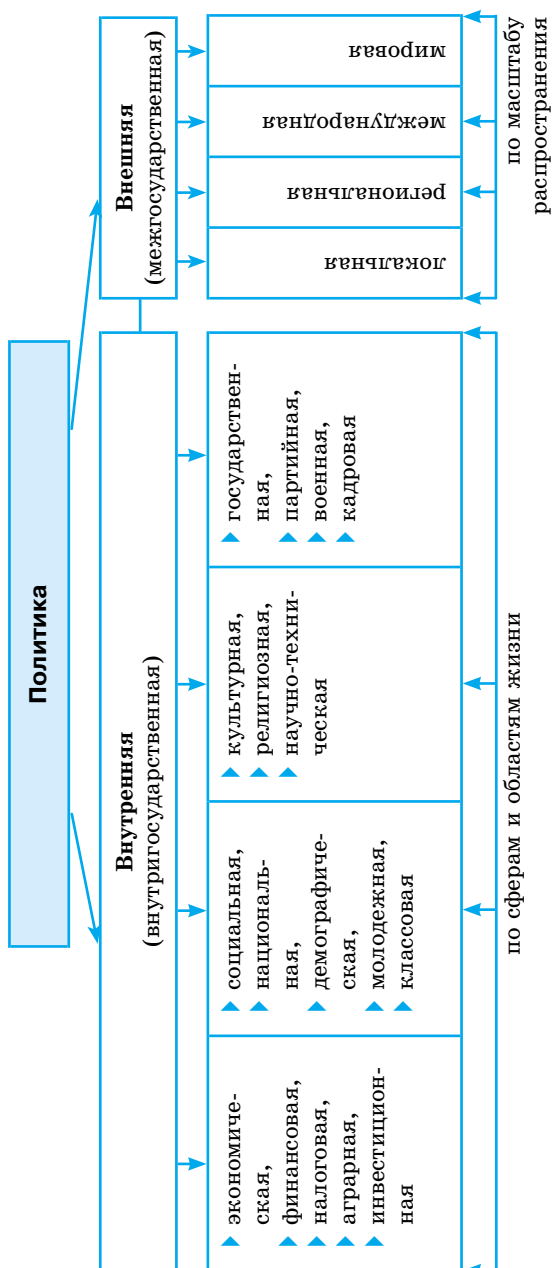 Политика
Внутренняя
(внутригосударственная)
Внешняя
(межгосударственная)
экономиче-
ская,
финансовая,
налоговая,
аграрная,
инвестицион-
ная
социальная,
националь-
ная,
демографиче-
ская,
молодежная,
классовая
культурная,
религиозная,
научно-техни-
ческая
государствен-
ная,
партийная,
военная,
кадровая
локальная
региональная
международная
мировая
по сферам и областям жизни
по масштабу
распространения